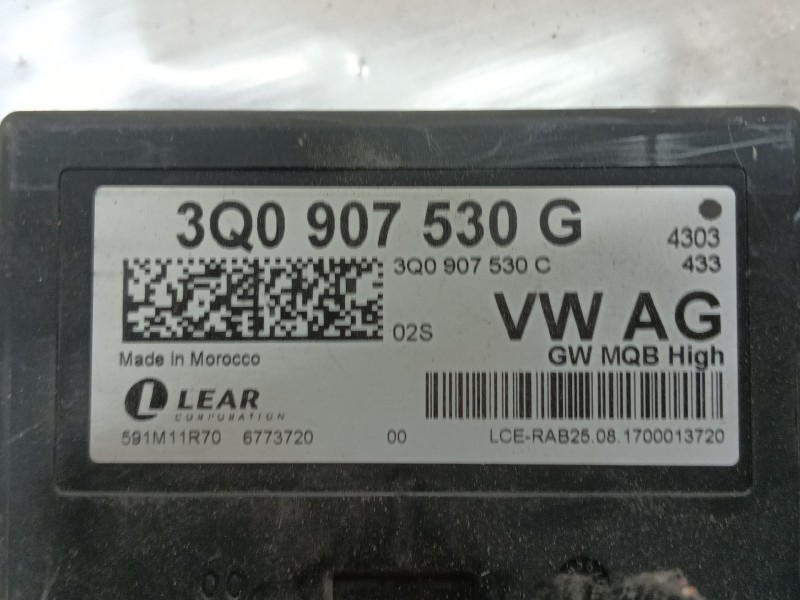 3Q0 907 530 G
4303
3Q0 907 530 C
433
02S
VW AG
Made in Morocco
GW MQB High
LEAR
CORPORATION
591M11R70 6773720 00 LCE-RAB25.08.1700013720